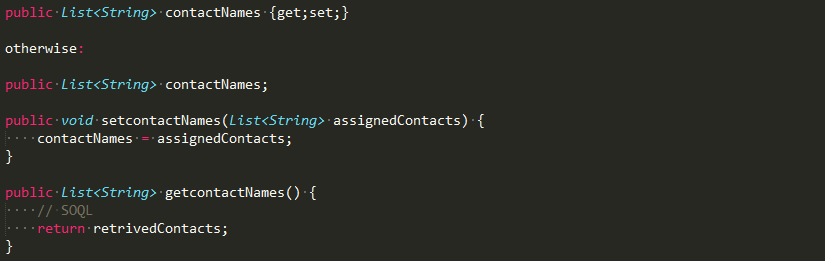 public List<String> contactNames {get;set;}
otherwise:
public List<String> contactNames;
public void setcontactNames(List<String> assignedContacts) {
    contactNames = assignedContacts;
}
public List<String> getcontactNames() {
    // SOQL
    return retrivedContacts;
}